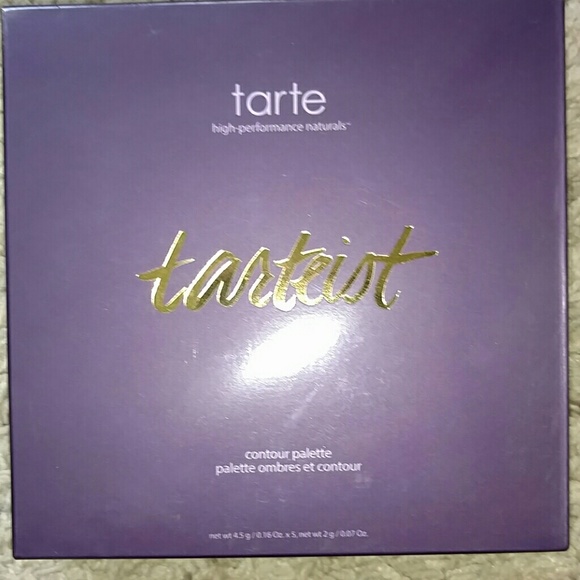 tarte
high-performance naturals™
tarteist
contour palette
palette ombres et contour
net wt 4.5 g / 0.16 Oz. x 5, net wt 2 g / 0.07 Oz.